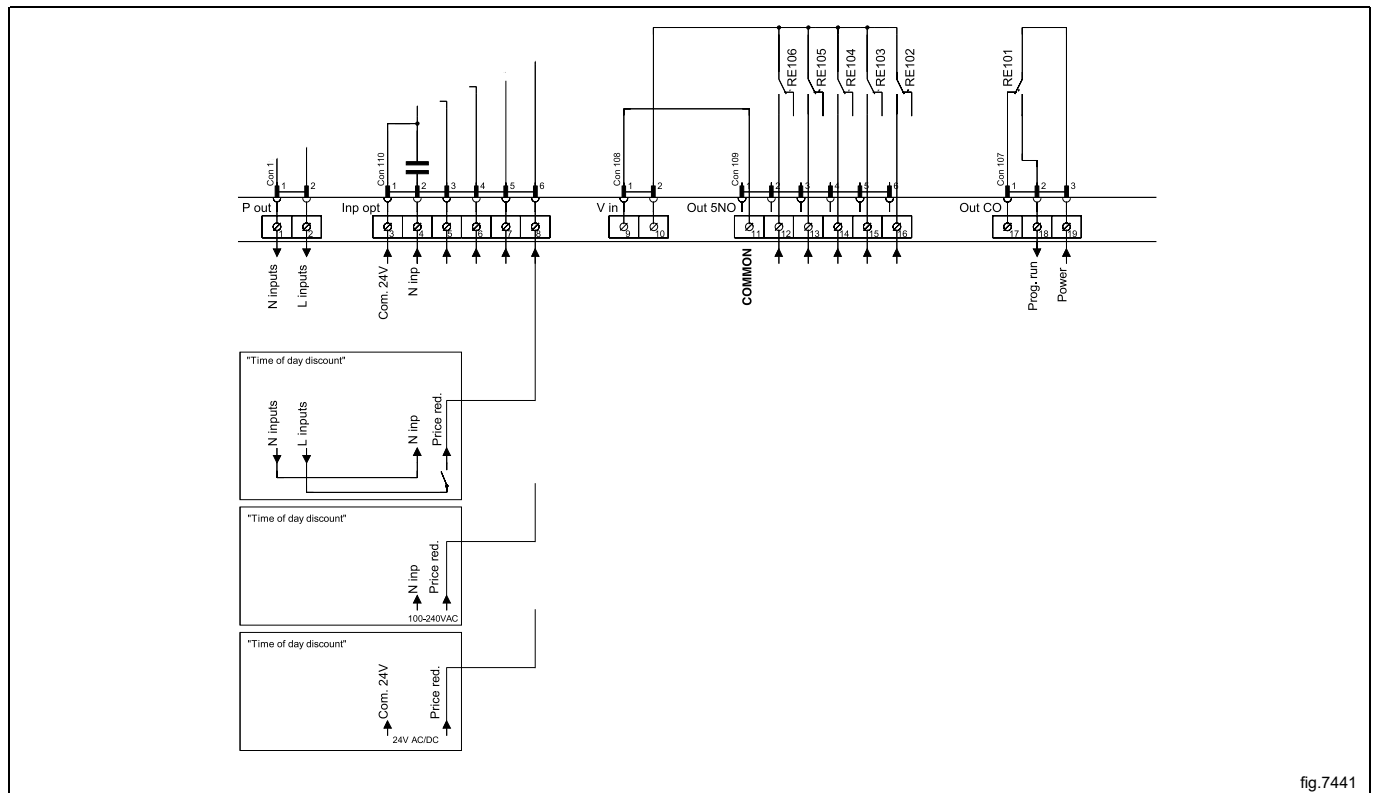 RE106
RE105
RE104
RE103
RE102
RE101
Con 1
Con 110
Con 108
Con 109
Con 107
1 2
1 2 3 4 5 6
1 2
1 2 3 4 5 6
1 2 3
P out
Inp opt
V in
Out 5NO
Out CO
1 2
3 4 5 6 7 8
9 10
11 12 13 14 15 16
17 18 19
N inputs
L inputs
Com. 24V
N inp
COMMON
Prog. run
Power
"Time of day discount"
N inputs
L inputs
N inp
Price red.
"Time of day discount"
N inp
Price red.
100-240VAC
"Time of day discount"
Com. 24V
Price red.
24V AC/DC
fig.7441